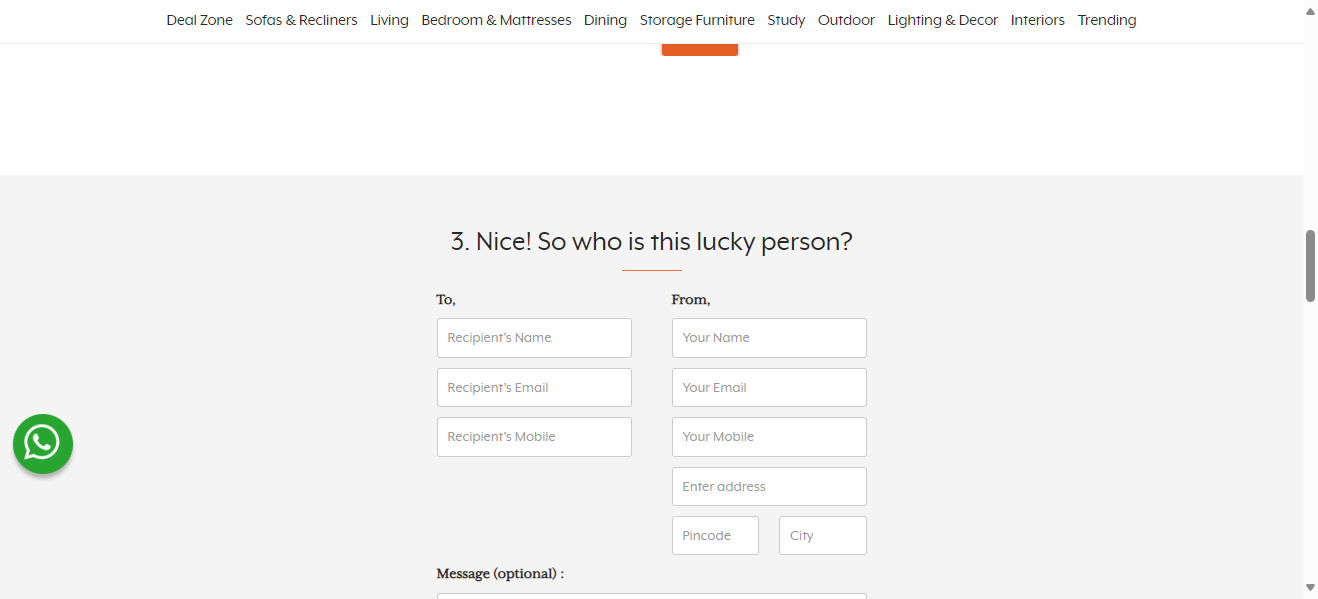 Deal Zone Sofas & Recliners Living Bedroom & Mattresses Dining Storage Furniture Study Outdoor Lighting & Decor Interiors Trending
3. Nice! So who is this lucky person?
To,
Recipient's Name
Recipient's Email
Recipient's Mobile
From,
Your Name
Your Email
Your Mobile
Enter address
Pincode City
Message (optional) :